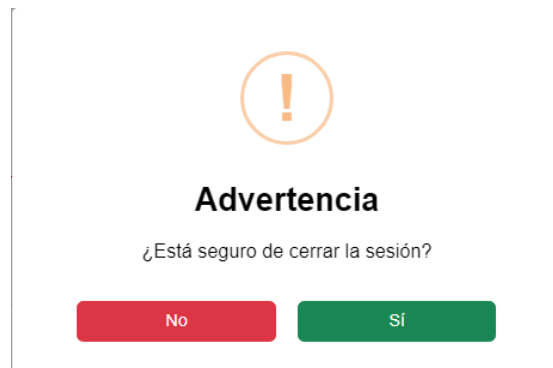 !
Advertencia
¿Está seguro de cerrar la sesión?
No
Sí